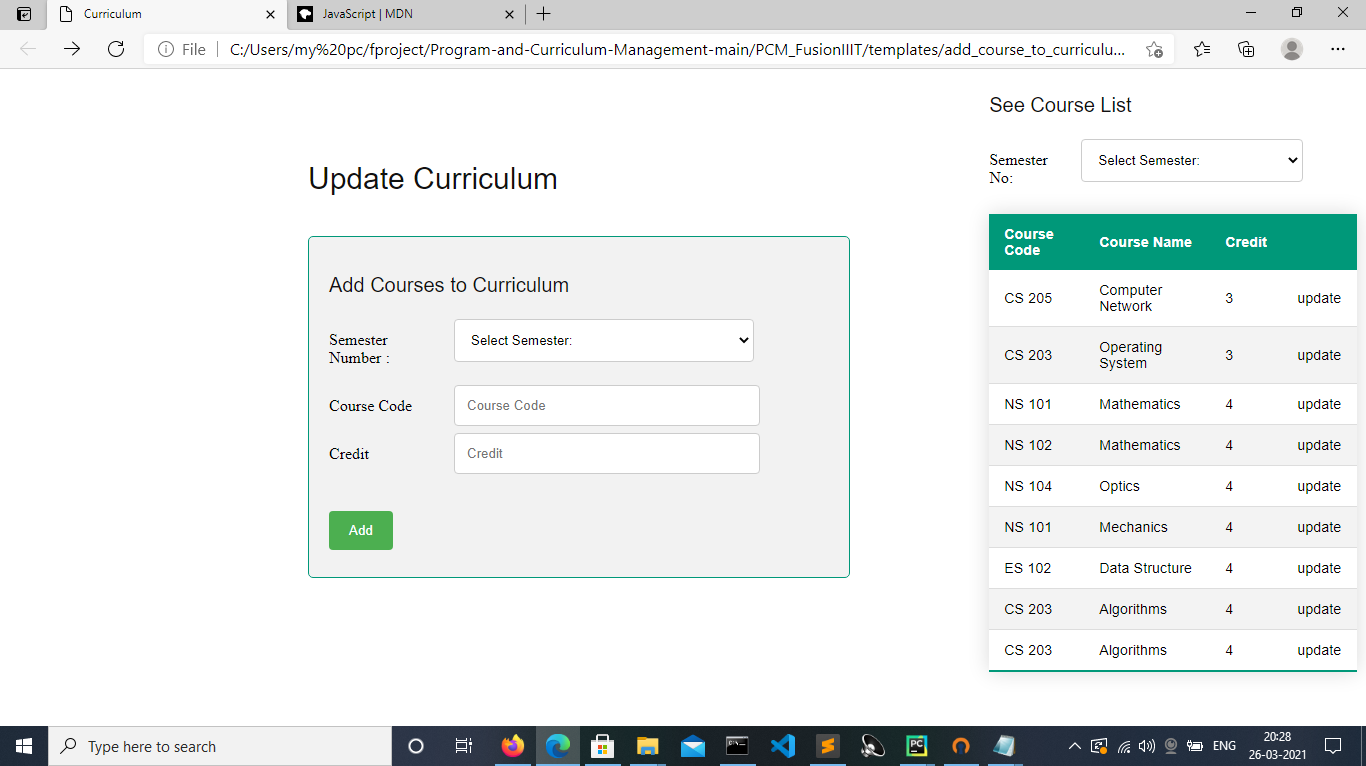 Curriculum
JavaScript | MDN
File
C:/Users/my%20pc/fproject/Program-and-Curriculum-Management-main/PCM_FusionIIIT/templates/add_course_to_curriculu...
Update Curriculum
Add Courses to Curriculum
Semester
Number :
Select Semester:
Course Code
Course Code
Credit
Credit
Add
See Course List
Semester
No:
Select Semester:
Course
Code
Course Name
Credit
CS 205
Computer
Network
3
update
CS 203
Operating
System
3
update
NS 101
Mathematics
4
update
NS 102
Mathematics
4
update
NS 104
Optics
4
update
NS 101
Mechanics
4
update
ES 102
Data Structure
4
update
CS 203
Algorithms
4
update
CS 203
Algorithms
4
update
Type here to search
PC
ENG
20:28
26-03-2021